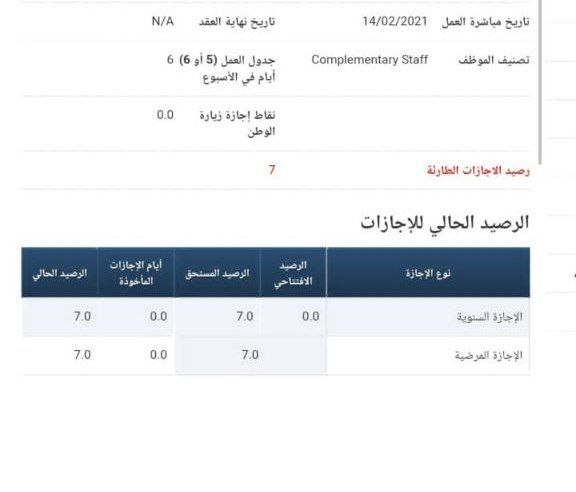 تاريخ مباشرة العمل 14/02/2021 تاريخ نهاية العقد N/A
تصنيف الموظف Complementary Staff جدول العمل (5 أو 6) 6
أيام في الأسبوع
نقاط إجازة زيارة 0.0
الوطن
رصيد الاجازات الطارئة 7
الرصيد الحالي للإجازات
نوع الإجازة الرصيد الافتتاحي الرصيد المستحق أيام الإجازات المأخوذة الرصيد الحالي
الإجازة السنوية 0.0 7.0 0.0 7.0
الإجازة المرضية 7.0 0.0 7.0